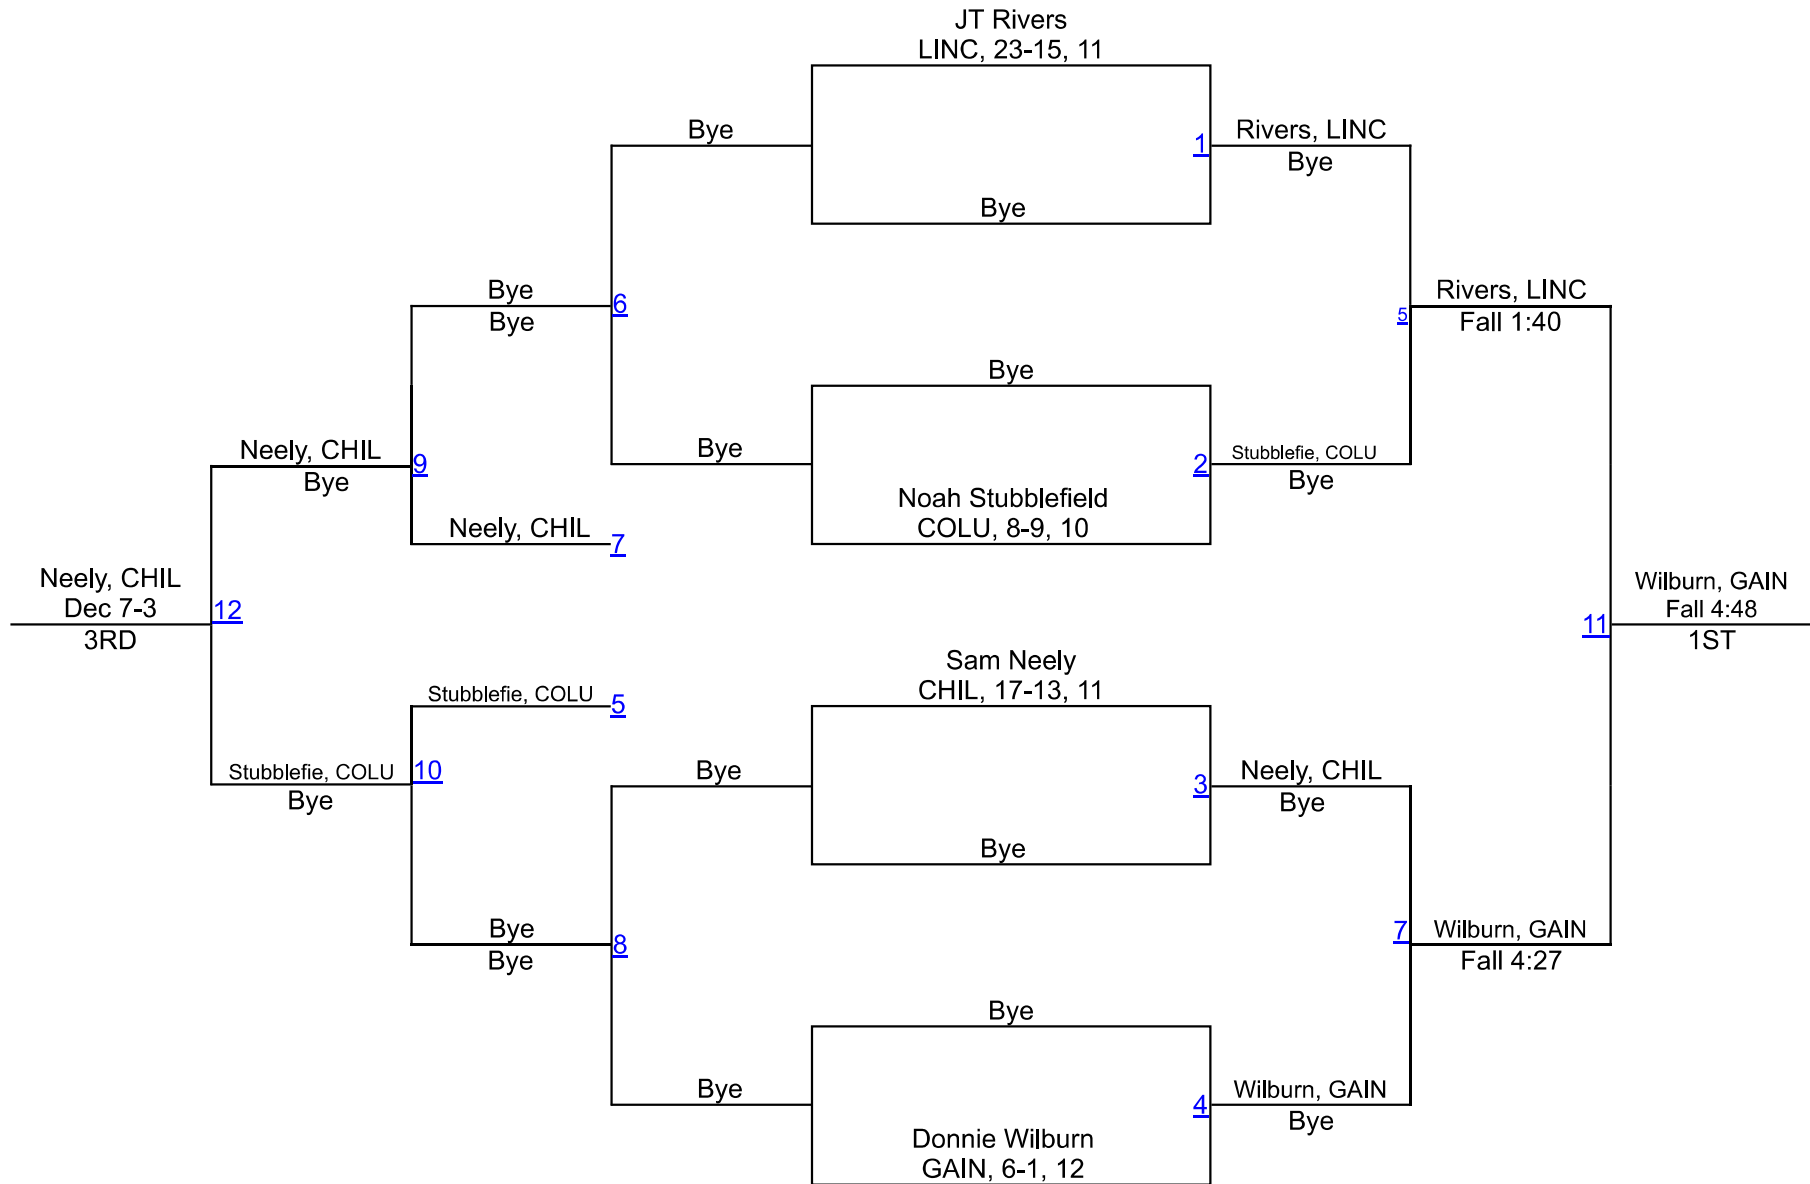 JT Rivers
LINC, 23-15, 11
Bye
1
Rivers, LINC
Bye
Bye
Bye
Bye
6
Rivers, LINC
5
Fall 1:40
Bye
Neely, CHIL
Bye
9
Bye
2
Stubblefie, COLU
Bye
Noah Stubblefield
COLU, 8-9, 10
Neely, CHIL
7
Neely, CHIL
Dec 7-3
3RD
12
Wilburn, GAIN
Fall 4:48
1ST
11
Sam Neely
CHIL, 17-13, 11
Stubblefie, COLU
5
Stubblefie, COLU
Bye
10
Bye
3
Neely, CHIL
Bye
Bye
Bye
Bye
8
7
Wilburn, GAIN
Fall 4:27
Bye
Bye
4
Wilburn, GAIN
Bye
Donnie Wilburn
GAIN, 6-1, 12